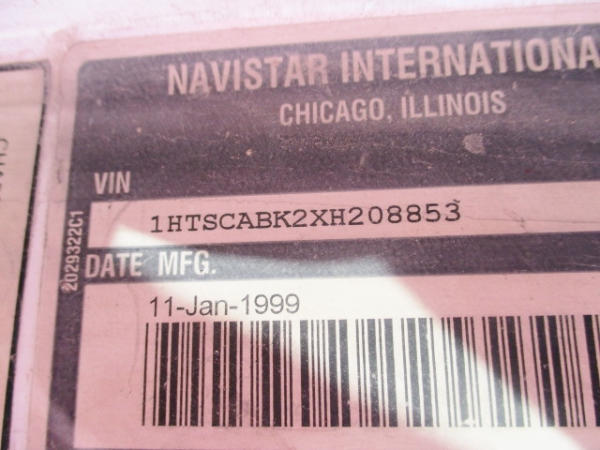 NAVISTAR INTERNATIONA
CHICAGO, ILLINOIS
VIN
1HTSCABK2XH208853
2029322C1
DATE MFG.
11-Jan-1999